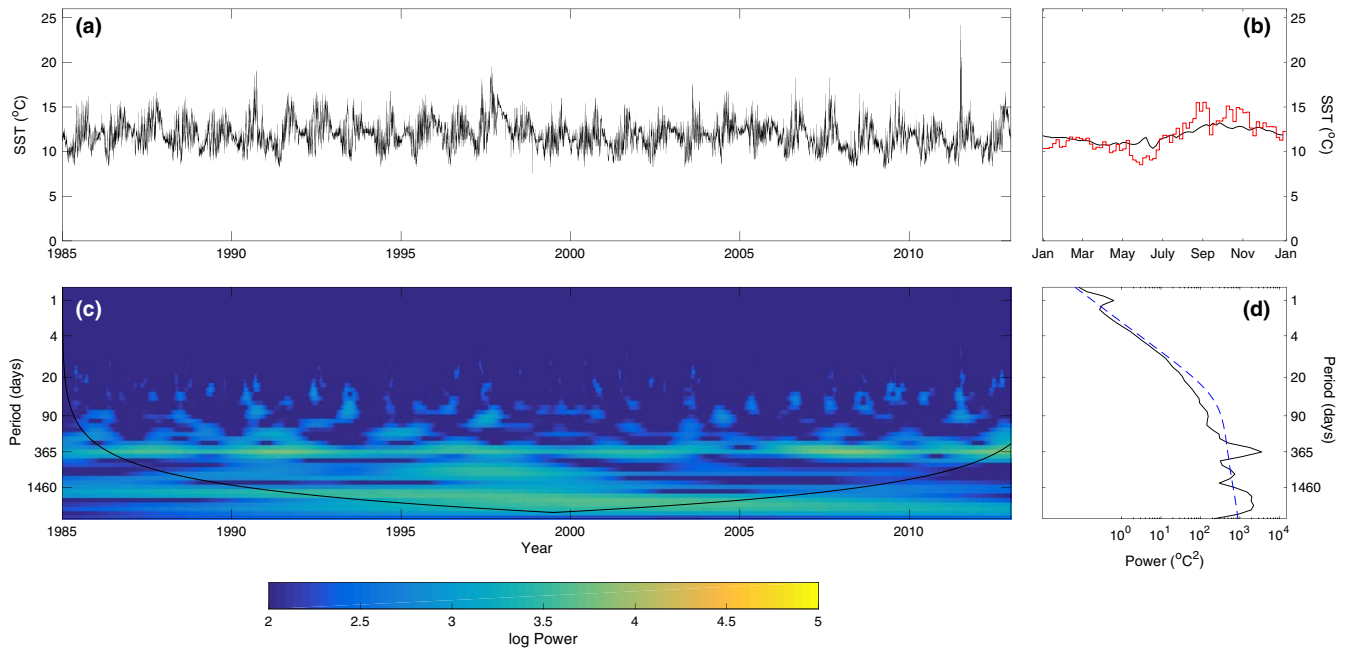 (a)
SST (°C)
25
20
15
10
5
0
1985 1990 1995 2000 2005 2010
(b)
25
20
15
10
5
0
SST (°C)
Jan Mar May July Sep Nov Jan
(c)
Period (days)
1
4
20
90
365
1460
1985 1990 1995 2000 2005 2010
Year
(d)
1
4
20
90
365
1460
Period (days)
10⁰ 10¹ 10² 10³ 10⁴
Power (°C²)
2 2.5 3 3.5 4 4.5 5
log Power